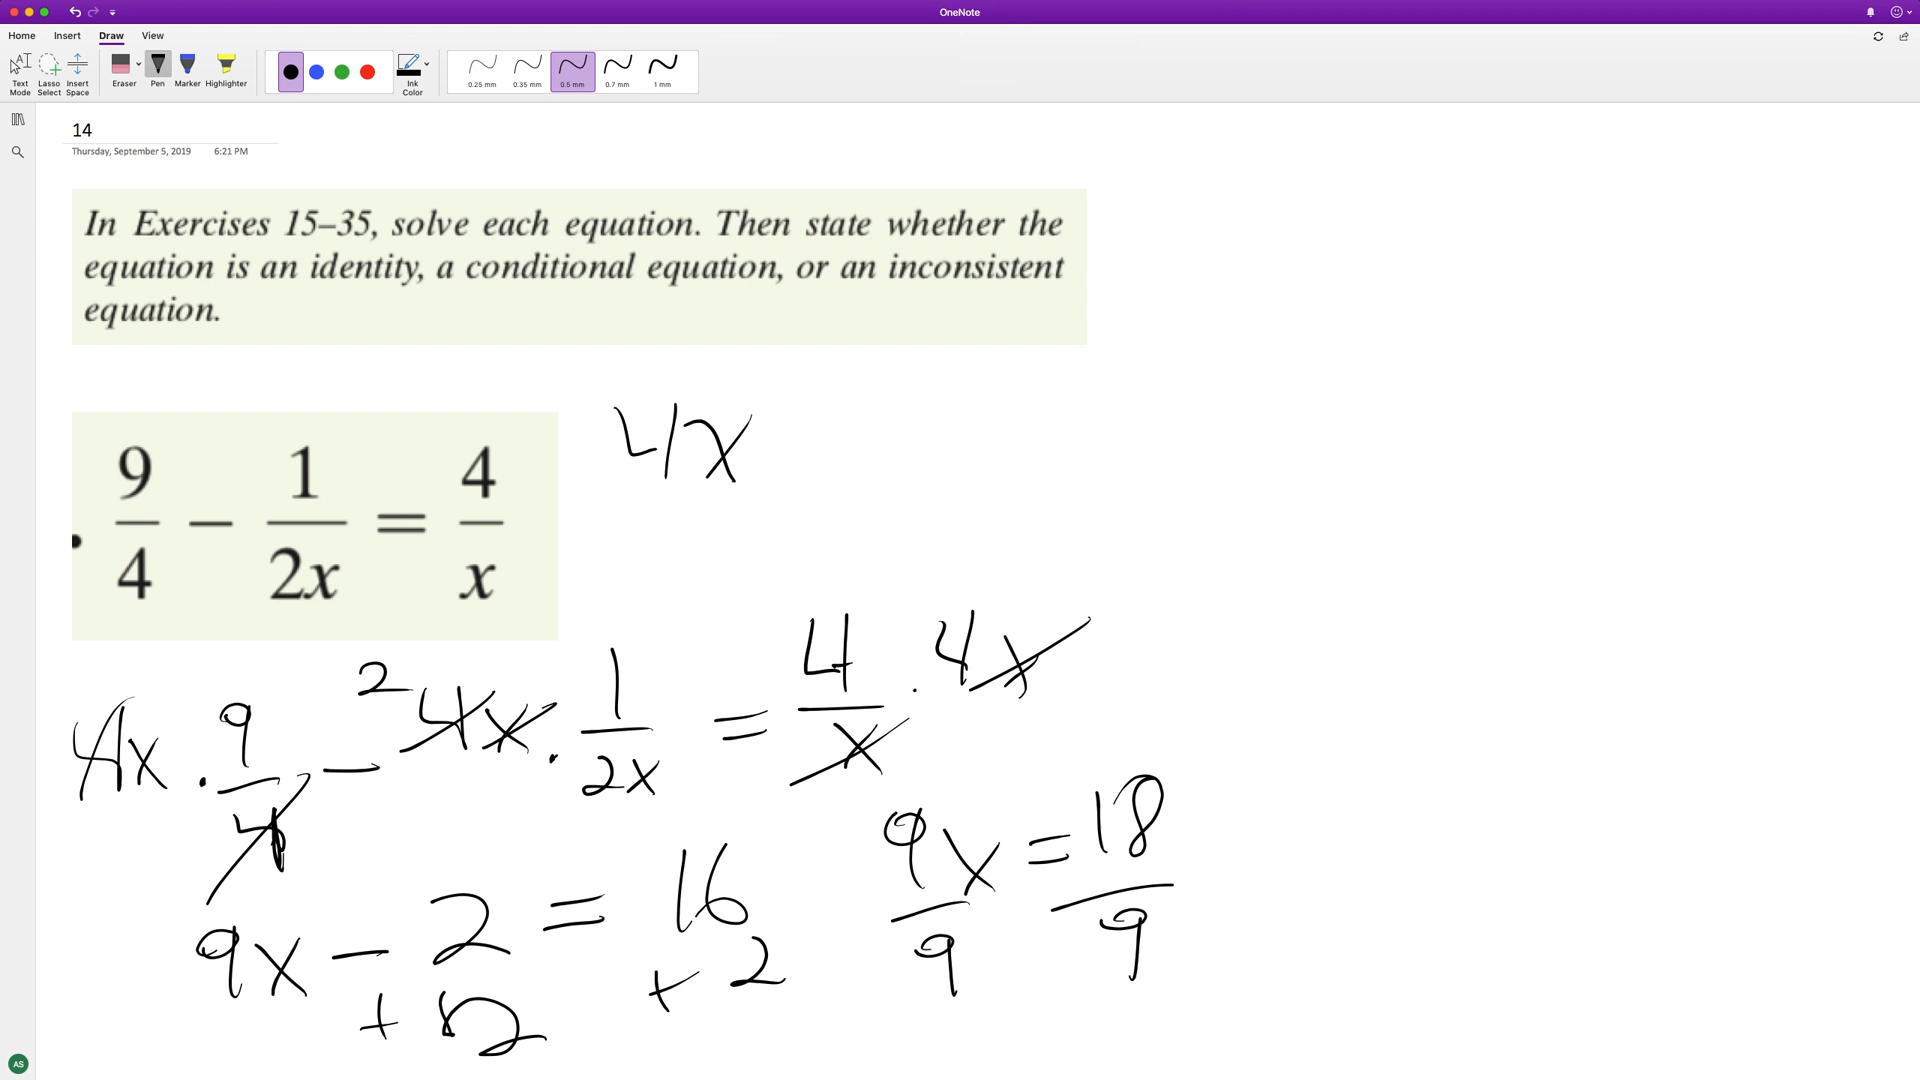 OneNote
Home Insert Draw View
Text Mode
Lasso Select
Insert Space
Eraser
Pen
Marker
Highlighter
Ink Color
0.25 mm
0.35 mm
0.5 mm
0.7 mm
1 mm
14
Thursday, September 5, 2019 6:21 PM
In Exercises 15–35, solve each equation. Then state whether the
equation is an identity, a conditional equation, or an inconsistent
equation.
4x
. 9/4 − 1/2x = 4/x
4x · 9/4 − 2 4x · 1/2x = 4/x · 4x
9x − 2 = 16
+ 2 + 2
9x/9 = 18/9
AS